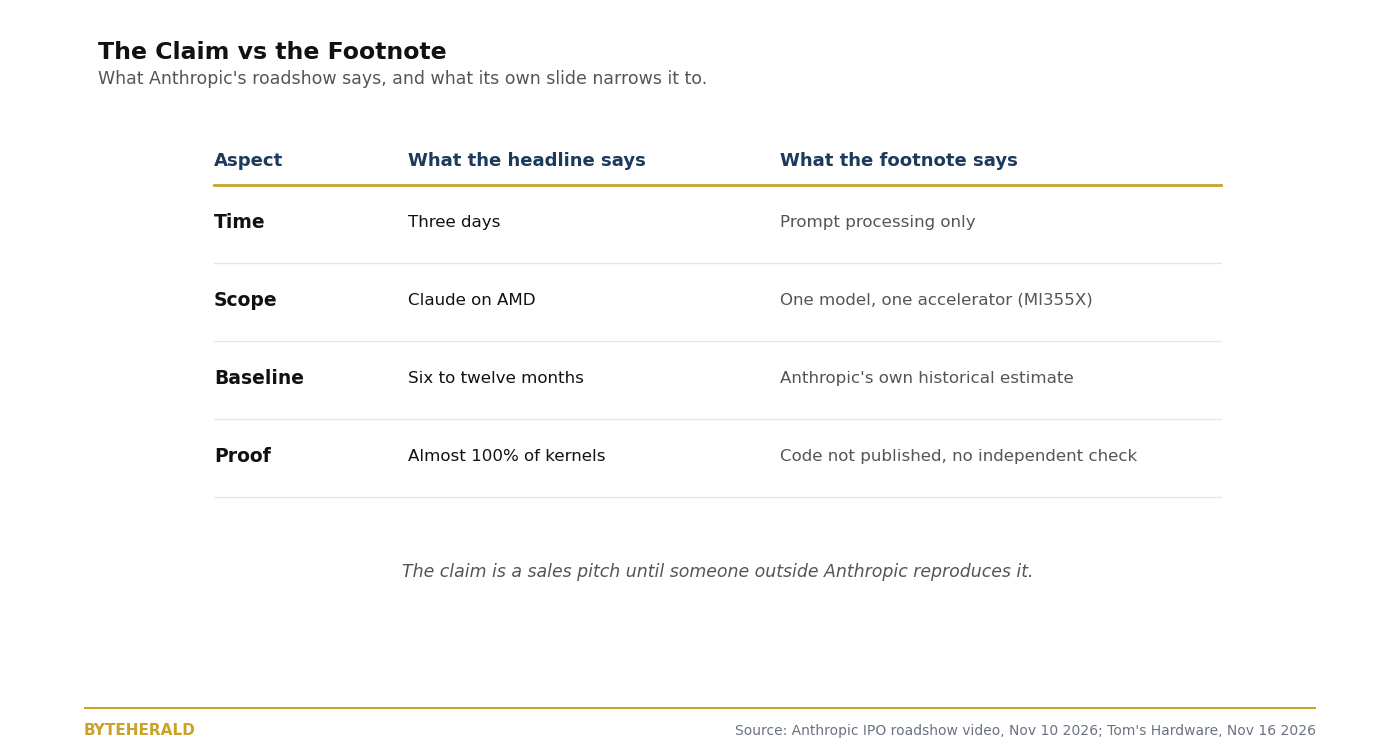 The Claim vs the Footnote
What Anthropic's roadshow says, and what its own slide narrows it to.
Aspect What the headline says What the footnote says
Time Three days Prompt processing only
Scope Claude on AMD One model, one accelerator (MI355X)
Baseline Six to twelve months Anthropic's own historical estimate
Proof Almost 100% of kernels Code not published, no independent check
The claim is a sales pitch until someone outside Anthropic reproduces it.
BYTEHERALD Source: Anthropic IPO roadshow video, Nov 10 2026; Tom's Hardware, Nov 16 2026